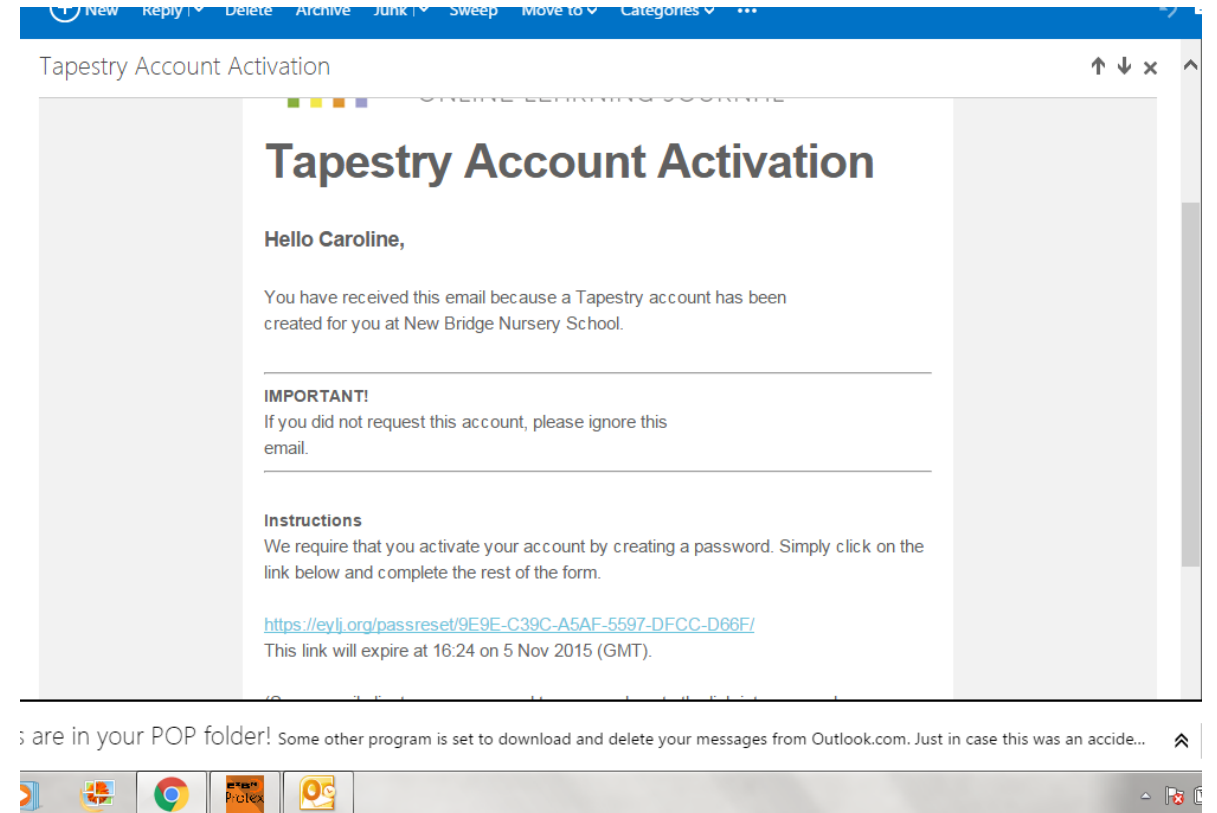 New Reply Delete Archive Junk Sweep Move to Categories ...
Tapestry Account Activation
ONLINE LEARNING JOURNAL
Tapestry Account Activation
Hello Caroline,
You have received this email because a Tapestry account has been
created for you at New Bridge Nursery School.
IMPORTANT!
If you did not request this account, please ignore this
email.
Instructions
We require that you activate your account by creating a password. Simply click on the
link below and complete the rest of the form.
https://eylj.org/passreset/9E9E-C39C-A5AF-5597-DFCC-D66F/
This link will expire at 16:24 on 5 Nov 2015 (GMT).
s are in your POP folder! Some other program is set to download and delete your messages from Outlook.com. Just in case this was an accide...